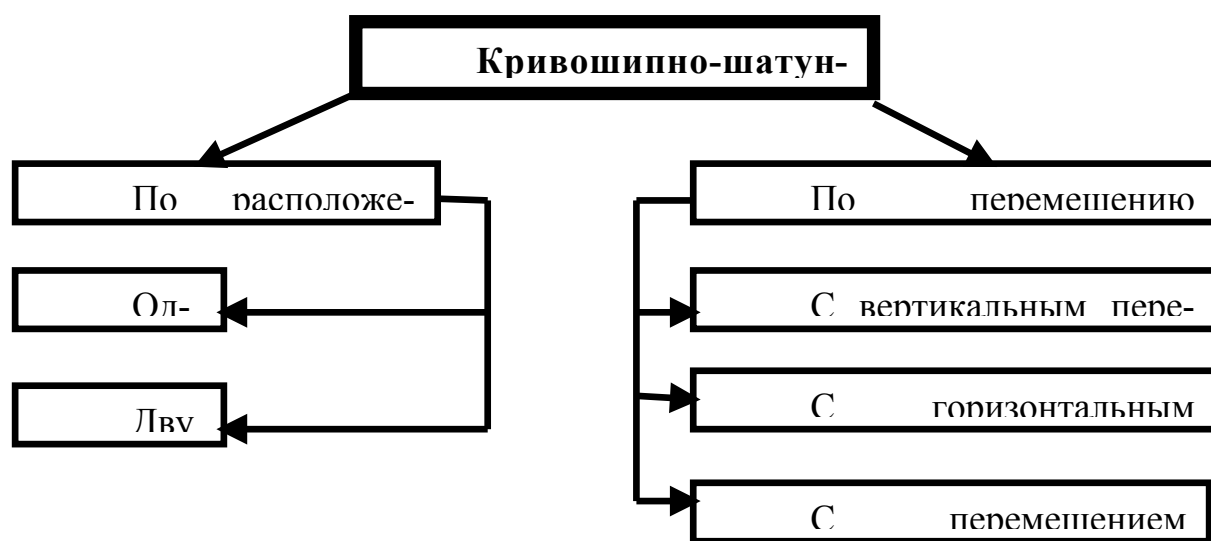 Кривошипно-шатун-
По расположе-
Од-
Дву
По перемещению
С вертикальным пере-
С горизонтальным
С перемещением